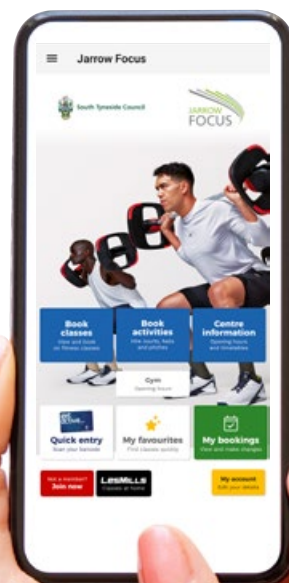 Jarrow Focus
South Tyneside Council
JARROW
FOCUS
Book
classes
View and book
on fitness classes
Book
activities
Hire courts, halls
and pitches
Centre
information
Opening hours
and timetables
Gym
Opening hours
Quick entry
Scan your barcode
My favourites
Find classes quickly
My bookings
View and make changes
Not a member?
Join now
LesMILLS
Classes at home
My account
Edit your details